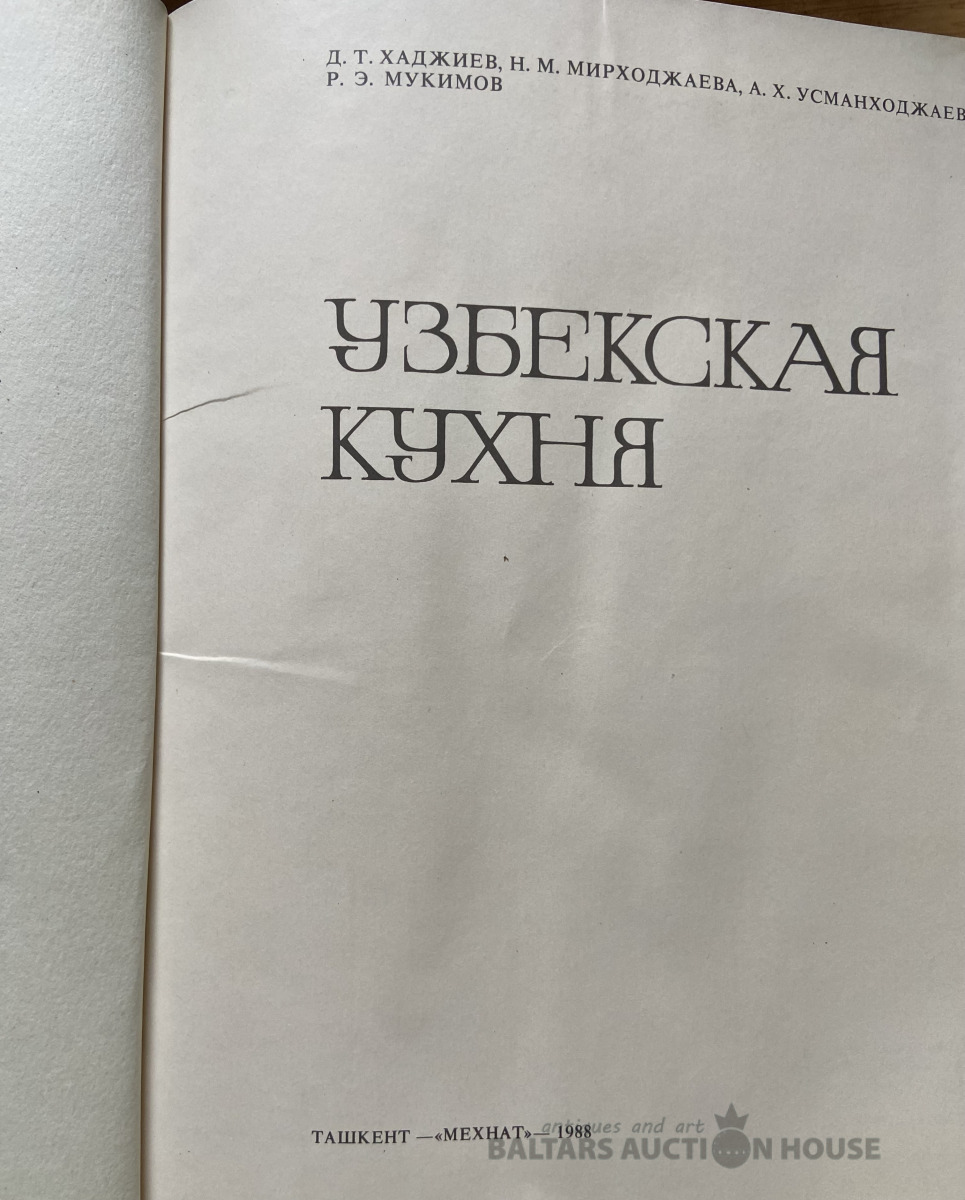 Д. Т. ХАДЖИЕВ, Н. М. МИРХОДЖАЕВА, А. Х. УСМАНХОДЖАЕВ
Р. Э. МУКИМОВ
УЗБЕКСКАЯ
КУХНЯ
ТАШКЕНТ —«МЕХНАТ»— 1988
antiques and art
BALTARS AUCTION HOUSE